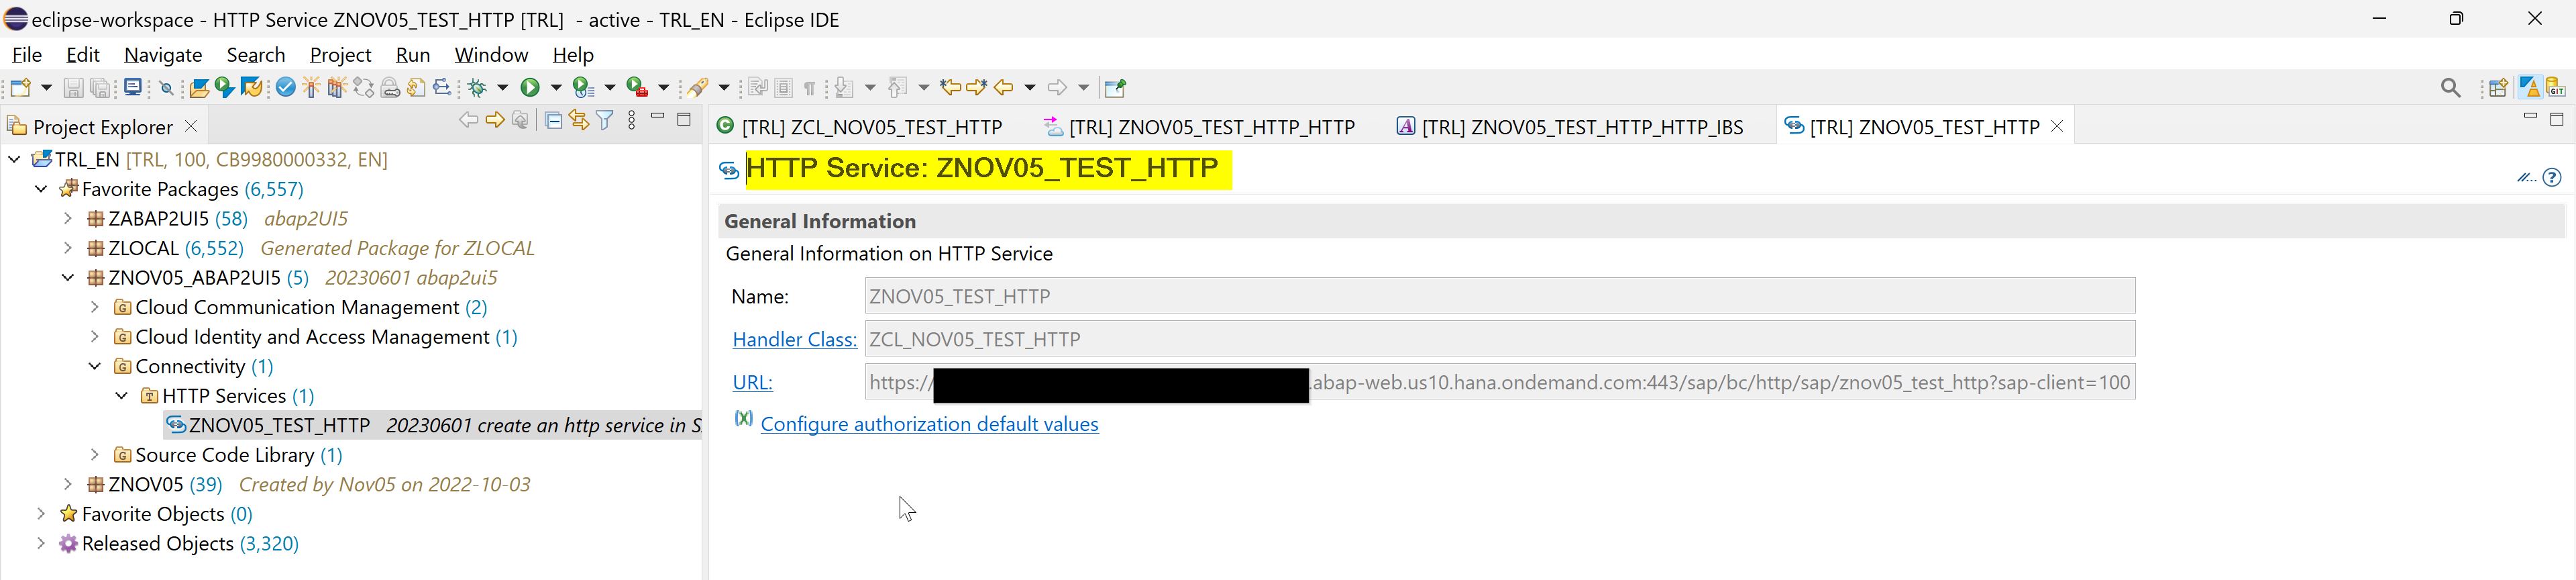 eclipse-workspace - HTTP Service ZNOV05_TEST_HTTP [TRL]  - active - TRL_EN - Eclipse IDE
File Edit Navigate Search Project Run Window Help
GIT
Project Explorer
TRL_EN [TRL, 100, CB9980000332, EN]
Favorite Packages (6,557)
ZABAP2UI5 (58) abap2UI5
ZLOCAL (6,552) Generated Package for ZLOCAL
ZNOV05_ABAP2UI5 (5) 20230601 abap2ui5
Cloud Communication Management (2)
Cloud Identity and Access Management (1)
Connectivity (1)
HTTP Services (1)
ZNOV05_TEST_HTTP 20230601 create an http service in S
Source Code Library (1)
ZNOV05 (39) Created by Nov05 on 2022-10-03
Favorite Objects (0)
Released Objects (3,320)
[TRL] ZCL_NOV05_TEST_HTTP [TRL] ZNOV05_TEST_HTTP_HTTP [TRL] ZNOV05_TEST_HTTP_HTTP_IBS [TRL] ZNOV05_TEST_HTTP
HTTP Service: ZNOV05_TEST_HTTP
General Information
General Information on HTTP Service
Name: ZNOV05_TEST_HTTP
Handler Class: ZCL_NOV05_TEST_HTTP
URL: https:// .abap-web.us10.hana.ondemand.com:443/sap/bc/http/sap/znov05_test_http?sap-client=100
Configure authorization default values